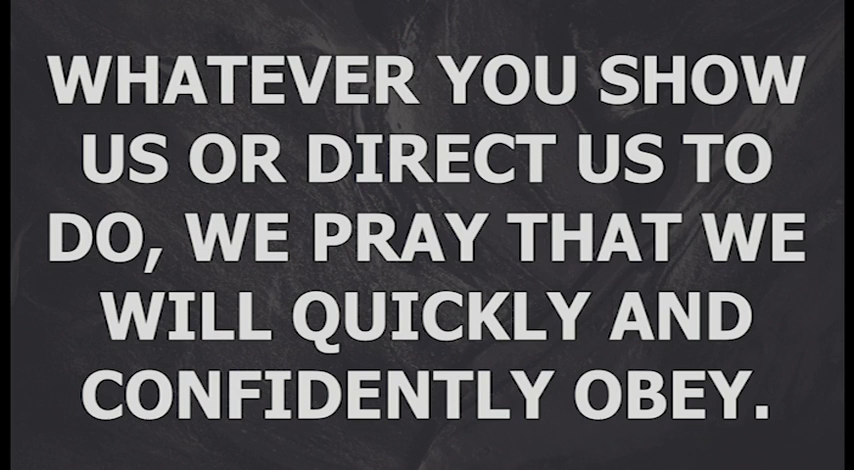 WHATEVER YOU SHOW
US OR DIRECT US TO
DO, WE PRAY THAT WE
WILL QUICKLY AND
CONFIDENTLY OBEY.